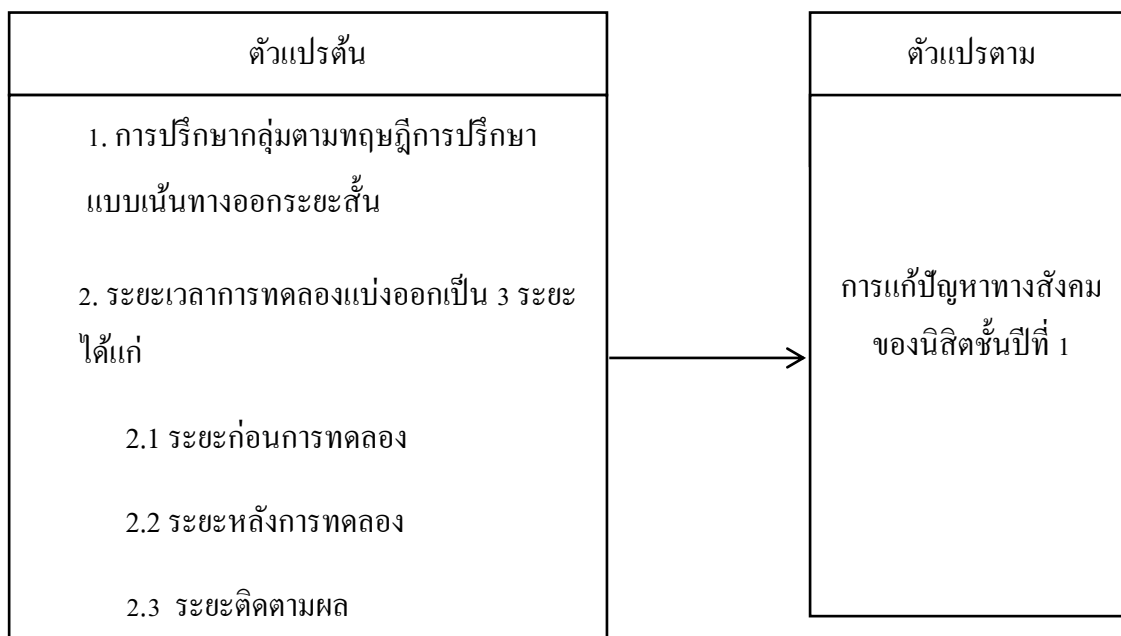 ตัวแปรต้น
1. การปรึกษากลุ่มตามทฤษฎีการปรึกษา
แบบเน้นทางออกระยะสั้น
2. ระยะเวลาการทดลองแบ่งออกเป็น 3 ระยะ
ได้แก่
2.1 ระยะก่อนการทดลอง
2.2 ระยะหลังการทดลอง
2.3 ระยะติดตามผล
ตัวแปรตาม
การแก้ปัญหาทางสังคม
ของนิสิตชั้นปีที่ 1